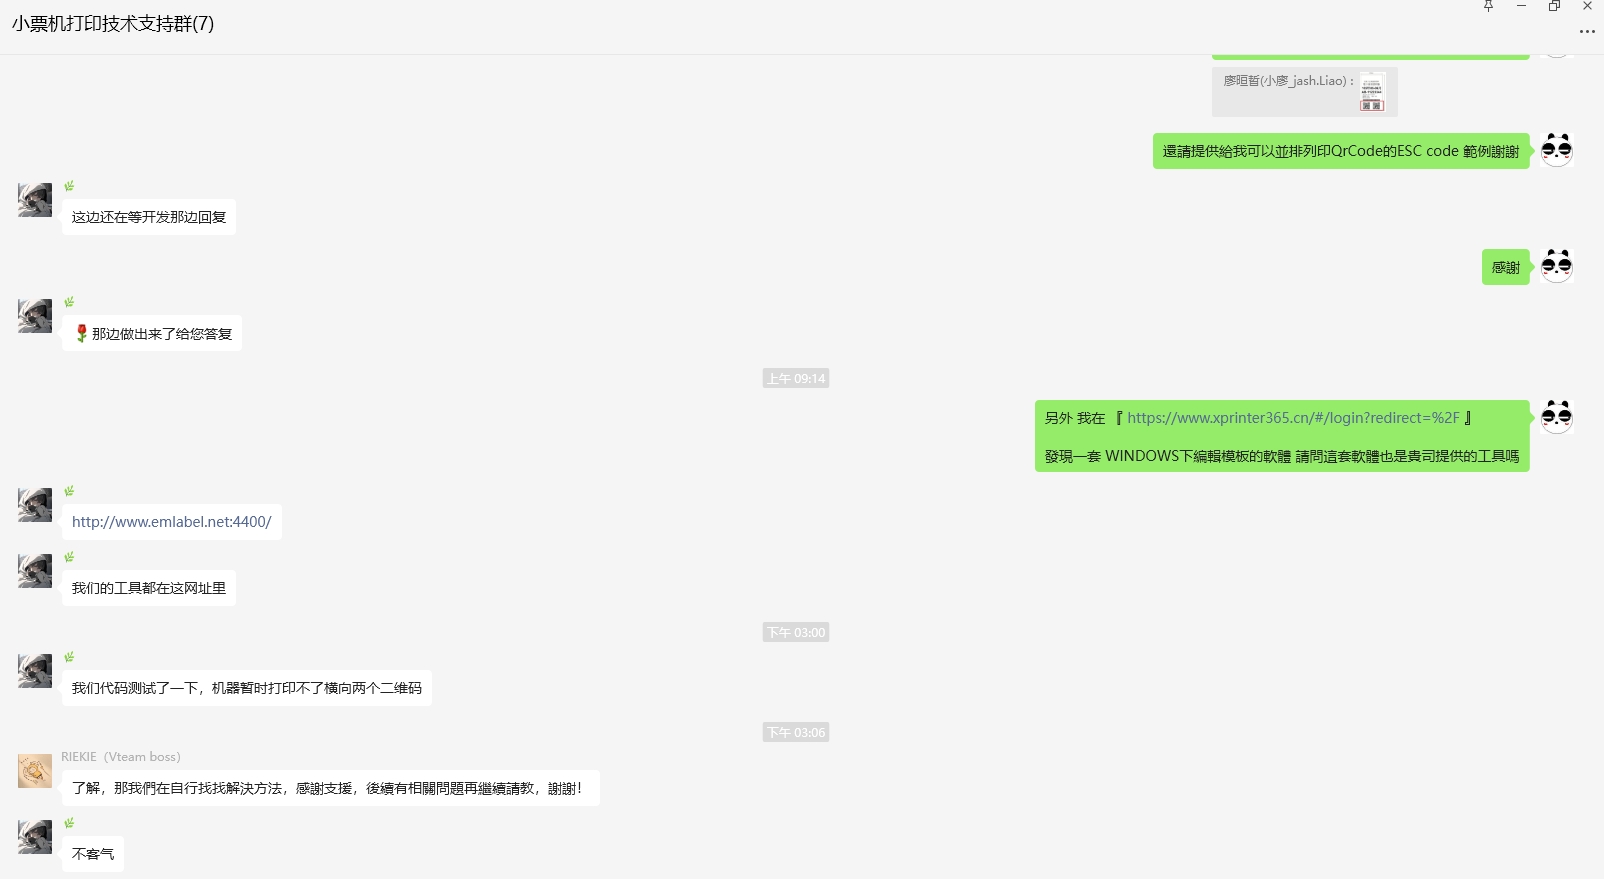 小票机打印技术支持群(7)
廖晅晢(小廖_jash.Liao) :
還請提供給我可以並排列印QrCode的ESC code 範例謝謝
这边还在等开发那边回复
感謝
那边做出来了给您答复
上午 09:14
另外 我在 『 https://www.xprinter365.cn/#/login?redirect=%2F 』
發現一套 WINDOWS下編輯模板的軟體 請問這套軟體也是貴司提供的工具嗎
http://www.emlabel.net:4400/
我们的工具都在这网址里
下午 03:00
我们代码测试了一下，机器暂时打印不了横向两个二维码
下午 03:06
RIEKIE（Vteam boss）
了解，那我們在自行找找解決方法，感謝支援，後續有相關問題再繼續請教，謝謝！
不客气